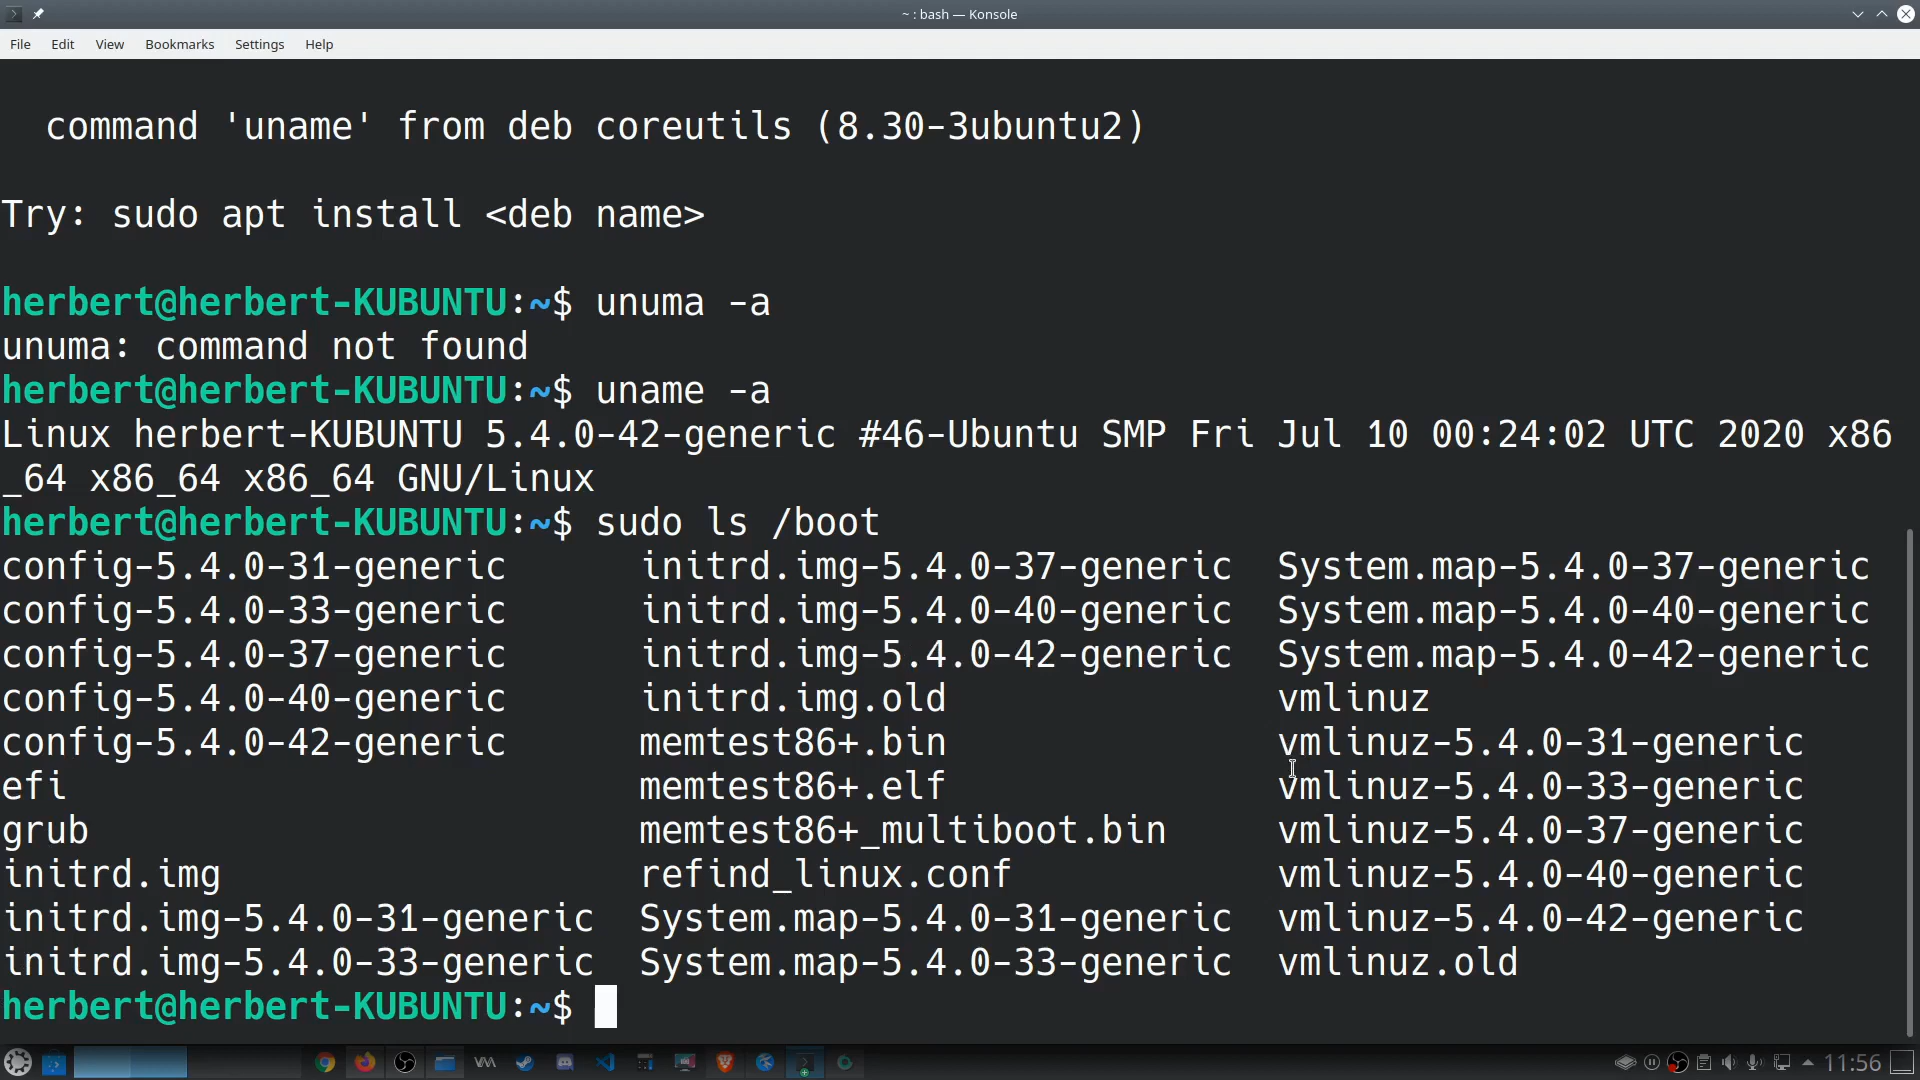 ~ : bash — Konsole
File Edit View Bookmarks Settings Help
command 'uname' from deb coreutils (8.30-3ubuntu2)
Try: sudo apt install <deb name>
herbert@herbert-KUBUNTU:~$ unuma -a
unuma: command not found
herbert@herbert-KUBUNTU:~$ uname -a
Linux herbert-KUBUNTU 5.4.0-42-generic #46-Ubuntu SMP Fri Jul 10 00:24:02 UTC 2020 x86
_64 x86_64 x86_64 GNU/Linux
herbert@herbert-KUBUNTU:~$ sudo ls /boot
config-5.4.0-31-generic initrd.img-5.4.0-37-generic System.map-5.4.0-37-generic
config-5.4.0-33-generic initrd.img-5.4.0-40-generic System.map-5.4.0-40-generic
config-5.4.0-37-generic initrd.img-5.4.0-42-generic System.map-5.4.0-42-generic
config-5.4.0-40-generic initrd.img.old vmlinuz
config-5.4.0-42-generic memtest86+.bin vmlinuz-5.4.0-31-generic
efi memtest86+.elf vmlinuz-5.4.0-33-generic
grub memtest86+_multiboot.bin vmlinuz-5.4.0-37-generic
initrd.img refind_linux.conf vmlinuz-5.4.0-40-generic
initrd.img-5.4.0-31-generic System.map-5.4.0-31-generic vmlinuz-5.4.0-42-generic
initrd.img-5.4.0-33-generic System.map-5.4.0-33-generic vmlinuz.old
herbert@herbert-KUBUNTU:~$
11:56